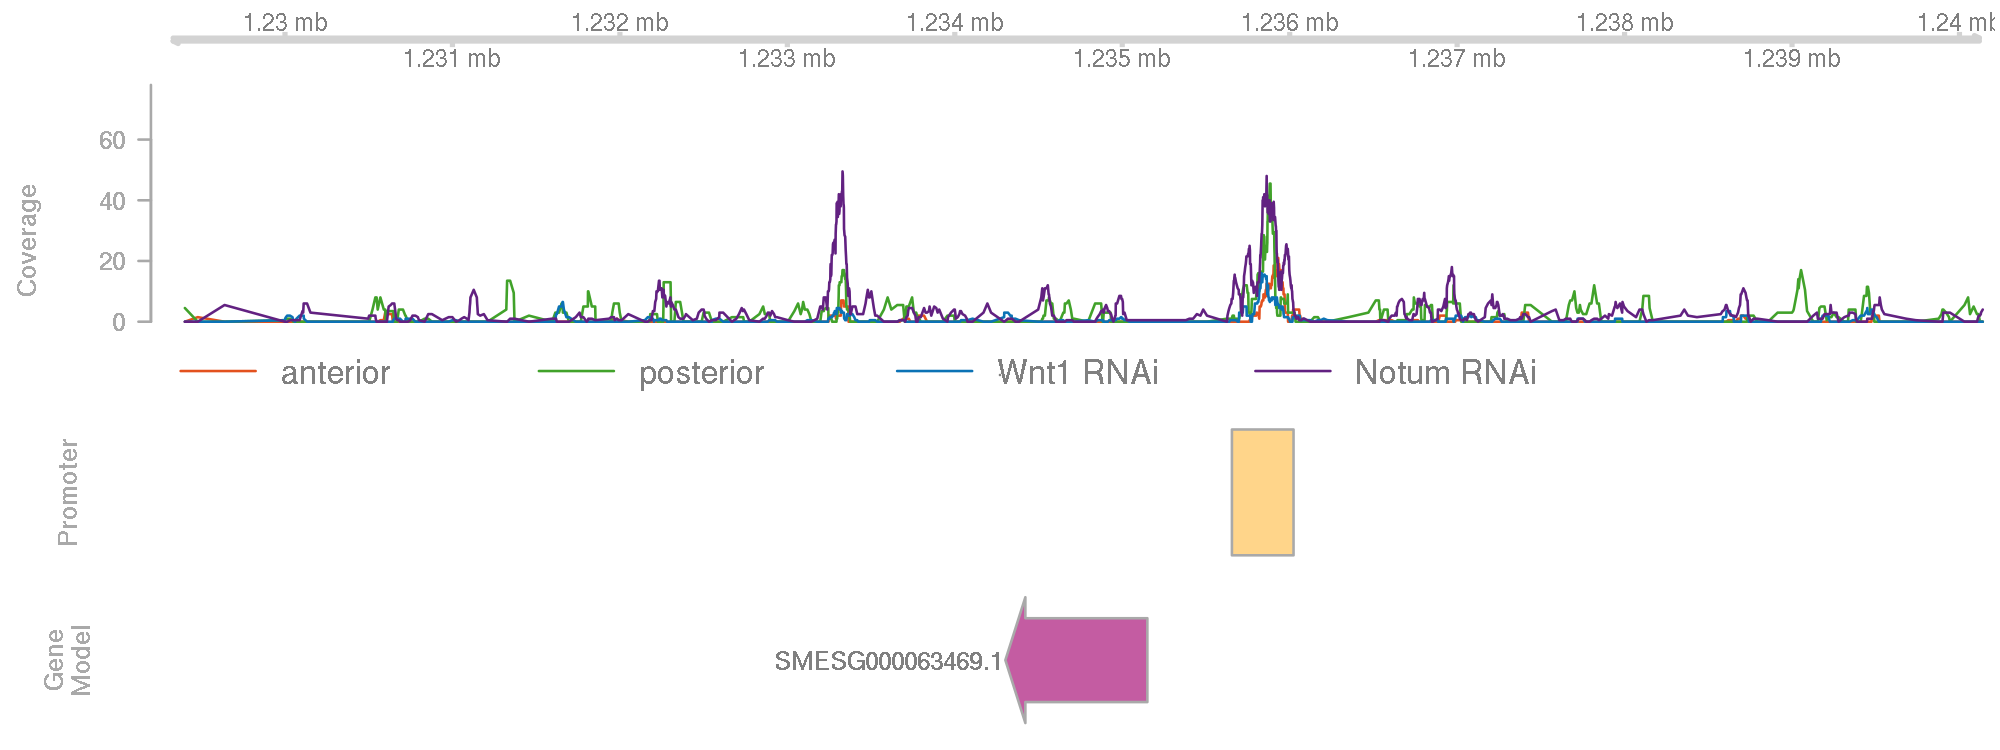 1.23 mb 1.232 mb 1.234 mb 1.236 mb 1.238 mb 1.24 mb
1.231 mb 1.233 mb 1.235 mb 1.237 mb 1.239 mb
Coverage
60
40
20
0
anterior posterior Wnt1 RNAi Notum RNAi
Promoter
Gene
Model
SMESG000063469.1